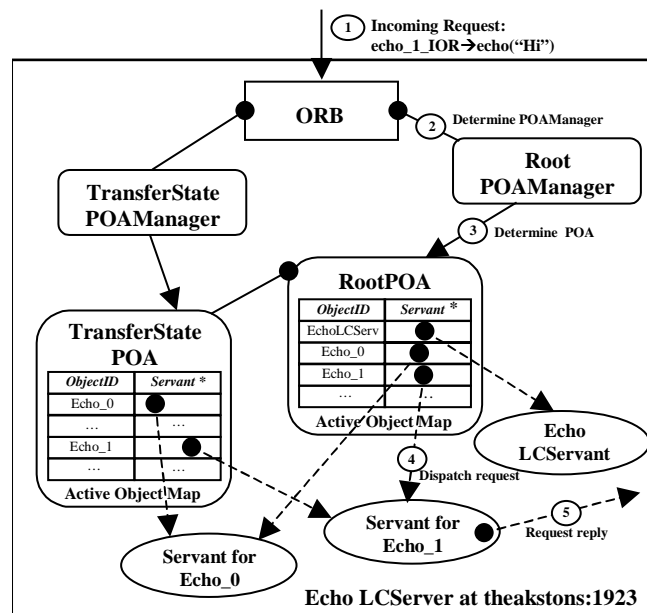 1 Incoming Request:
echo_1_IOR→echo(“Hi”)
ORB
2 Determine POAManager
TransferState
POAManager
Root
POAManager
3 Determine POA
RootPOA
ObjectID Servant *
EchoLCServ
Echo_0
Echo_1
… …
Active Object Map
TransferState
POA
ObjectID Servant *
Echo_0
… …
Echo_1
… …
Active Object Map
Echo
LCServant
4
Dispatch request
Servant for
Echo_1
5
Request reply
Servant for
Echo_0
Echo LCServer at theakstons:1923